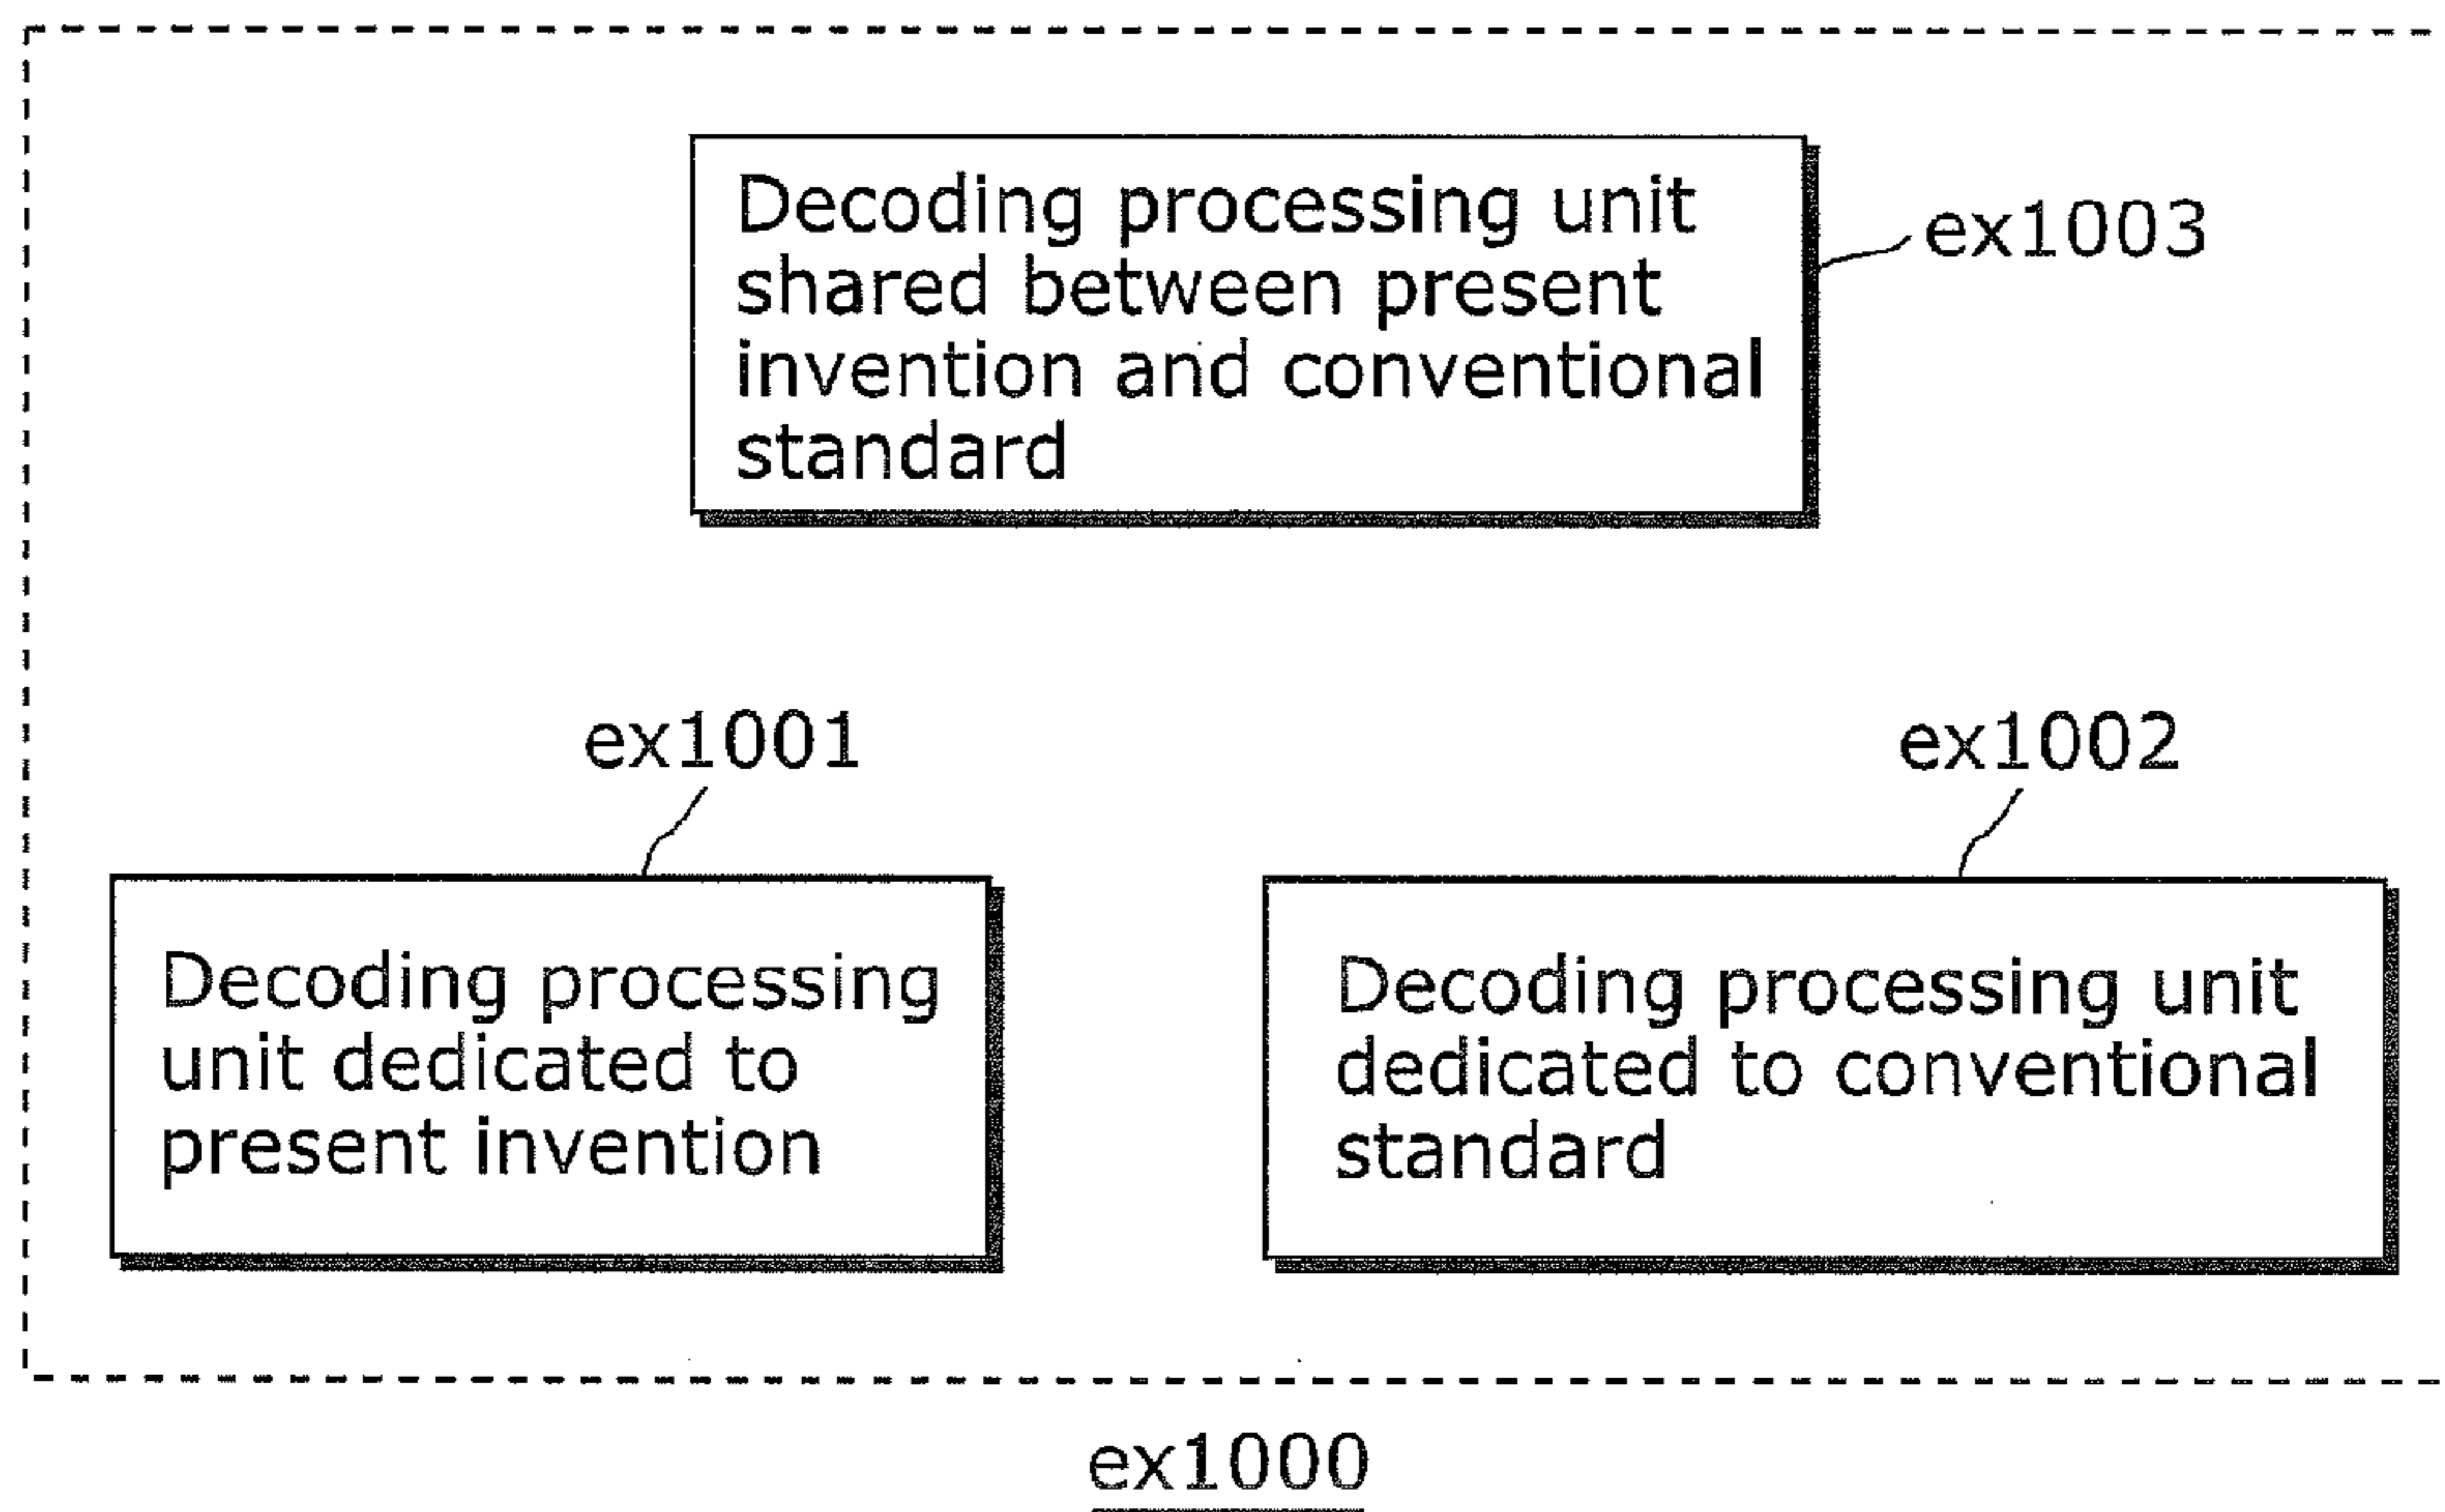 Decoding processing unit
shared between present
invention and conventional
standard
ex1003
ex1001
ex1002
Decoding processing
unit dedicated to
present invention
Decoding processing unit
dedicated to conventional
standard
ex1000